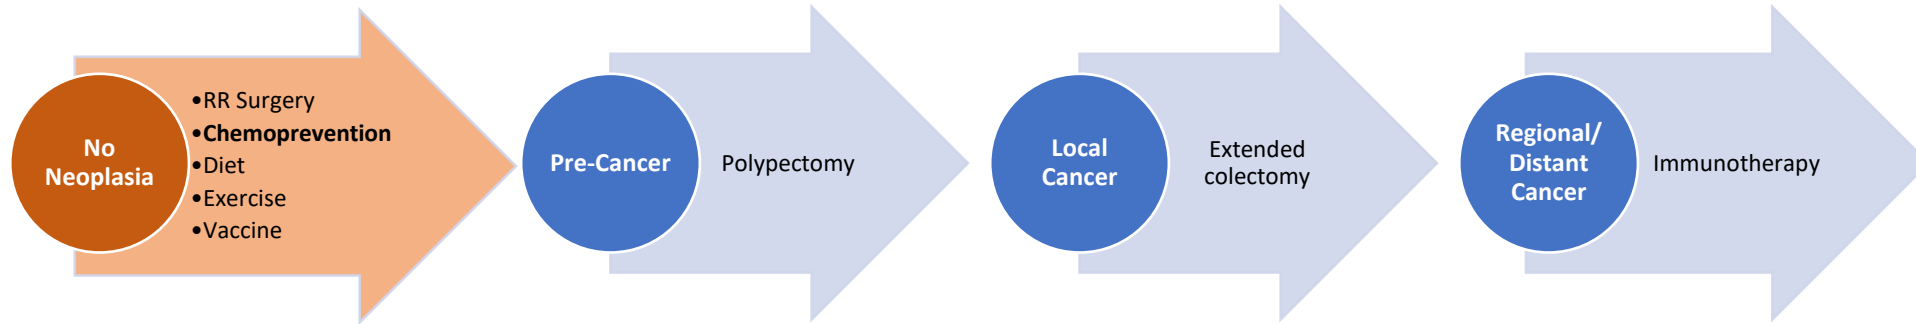 No
Neoplasia
•RR Surgery
•Chemoprevention
•Diet
•Exercise
•Vaccine
Pre-Cancer
Polypectomy
Local
Cancer
Extended
colectomy
Regional/
Distant
Cancer
Immunotherapy